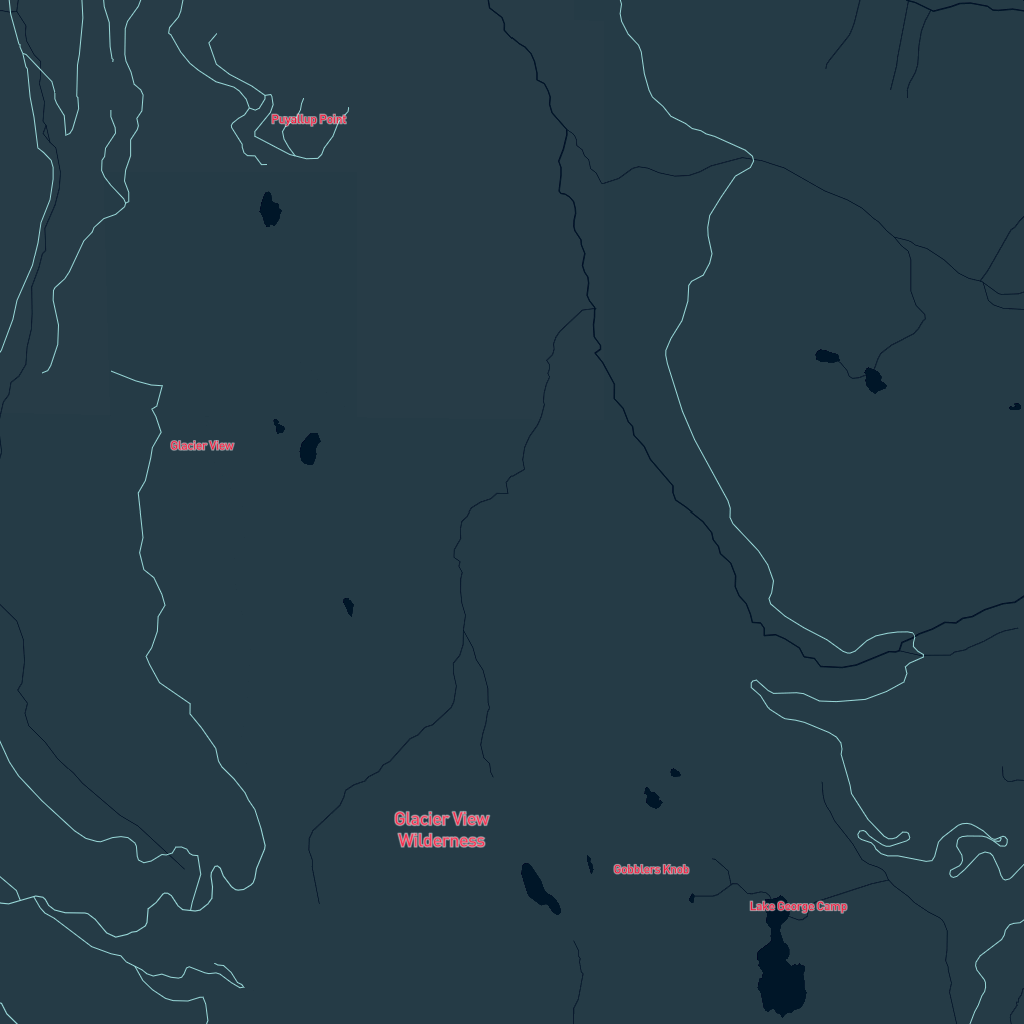 Puyallup Point
Glacier View
Glacier View
Wilderness
Gobblers Knob
Lake George Camp